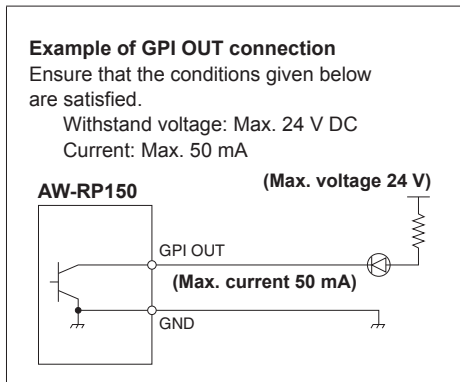 Example of GPI OUT connection
Ensure that the conditions given below
are satisfied.
Withstand voltage: Max. 24 V DC
Current: Max. 50 mA
(Max. voltage 24 V)
AW-RP150
GPI OUT
(Max. current 50 mA)
GND